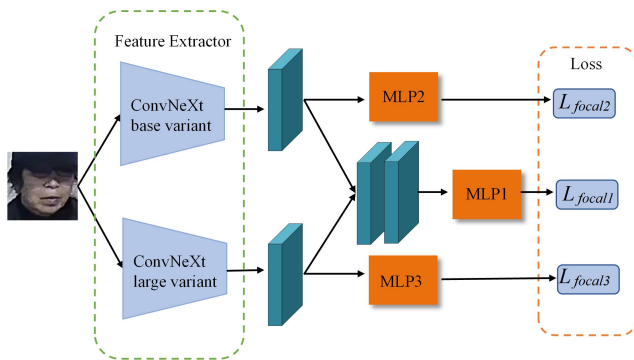 Feature Extractor
Loss
ConvNeXt
base variant
MLP2
L focal2
MLP1
L focal1
ConvNeXt
large variant
MLP3
L focal3